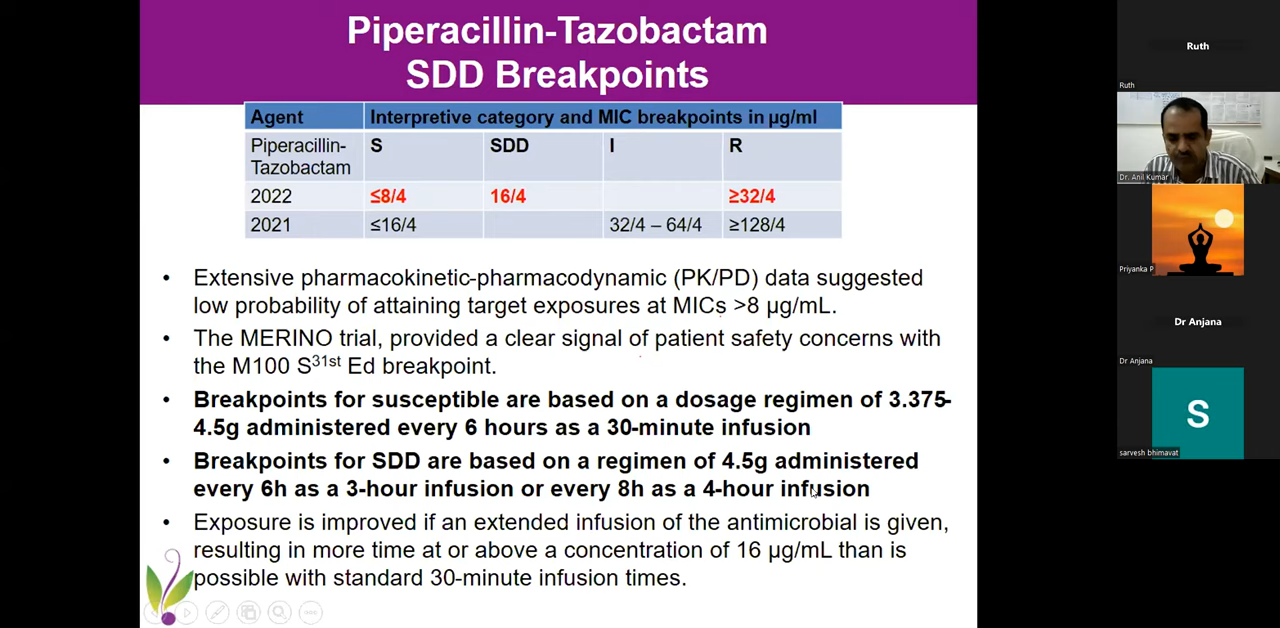 Piperacillin-Tazobactam
SDD Breakpoints
Agent Interpretive category and MIC breakpoints in µg/ml
Piperacillin-Tazobactam S SDD I R
2022 ≤8/4 16/4 ≥32/4
2021 ≤16/4 32/4 – 64/4 ≥128/4
• Extensive pharmacokinetic-pharmacodynamic (PK/PD) data suggested
low probability of attaining target exposures at MICs >8 µg/mL.
• The MERINO trial, provided a clear signal of patient safety concerns with
the M100 S31st Ed breakpoint.
• Breakpoints for susceptible are based on a dosage regimen of 3.375-
4.5g administered every 6 hours as a 30-minute infusion
• Breakpoints for SDD are based on a regimen of 4.5g administered
every 6h as a 3-hour infusion or every 8h as a 4-hour infusion
• Exposure is improved if an extended infusion of the antimicrobial is given,
resulting in more time at or above a concentration of 16 µg/mL than is
possible with standard 30-minute infusion times.
Ruth
Ruth
Dr. Anil Kumar
Priyanka P
Dr Anjana
Dr Anjana
S
sarvesh bhimavat